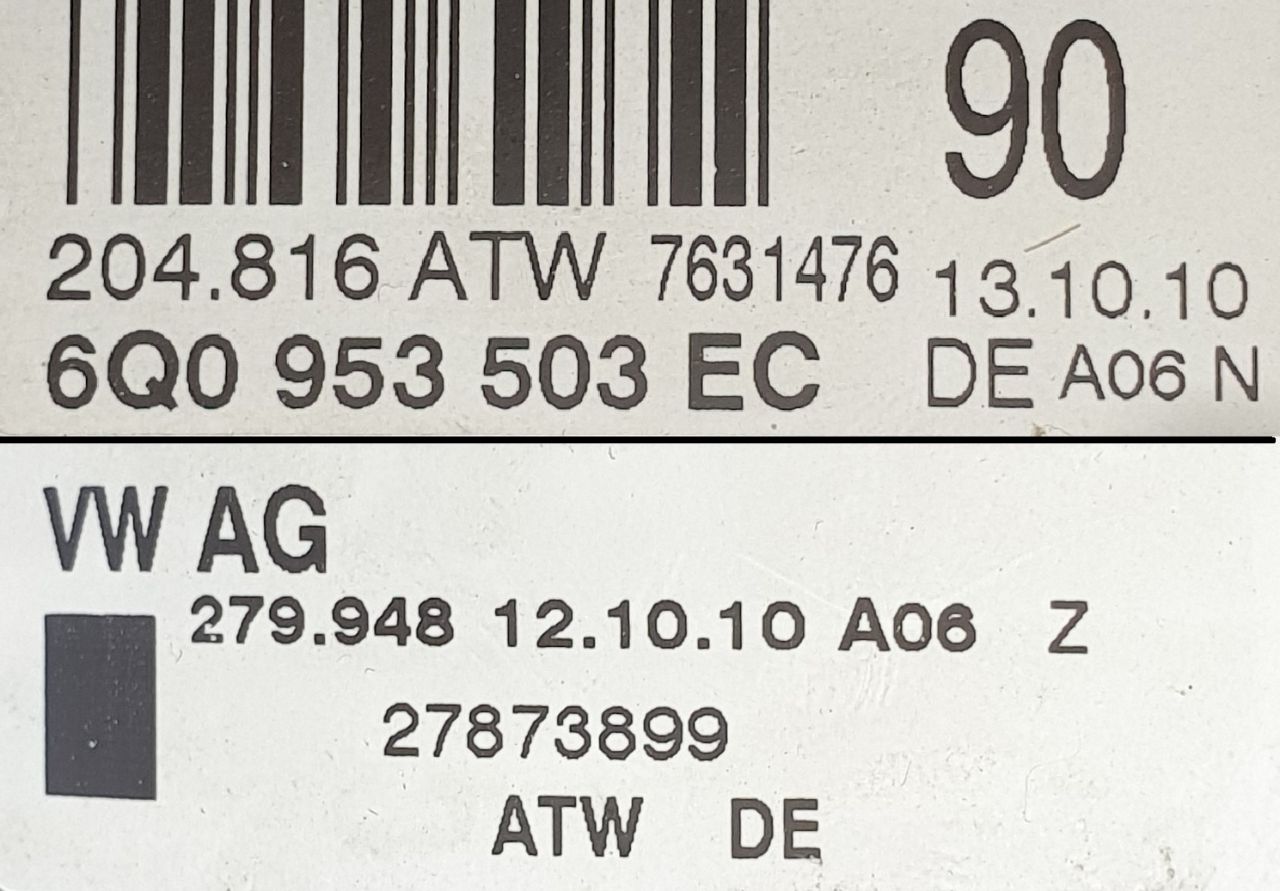 90
204.816 ATW 7631476 13.10.10
6Q0 953 503 EC DE A06 N
VW AG
279.948 12.10.10 A06 Z
27873899
ATW DE